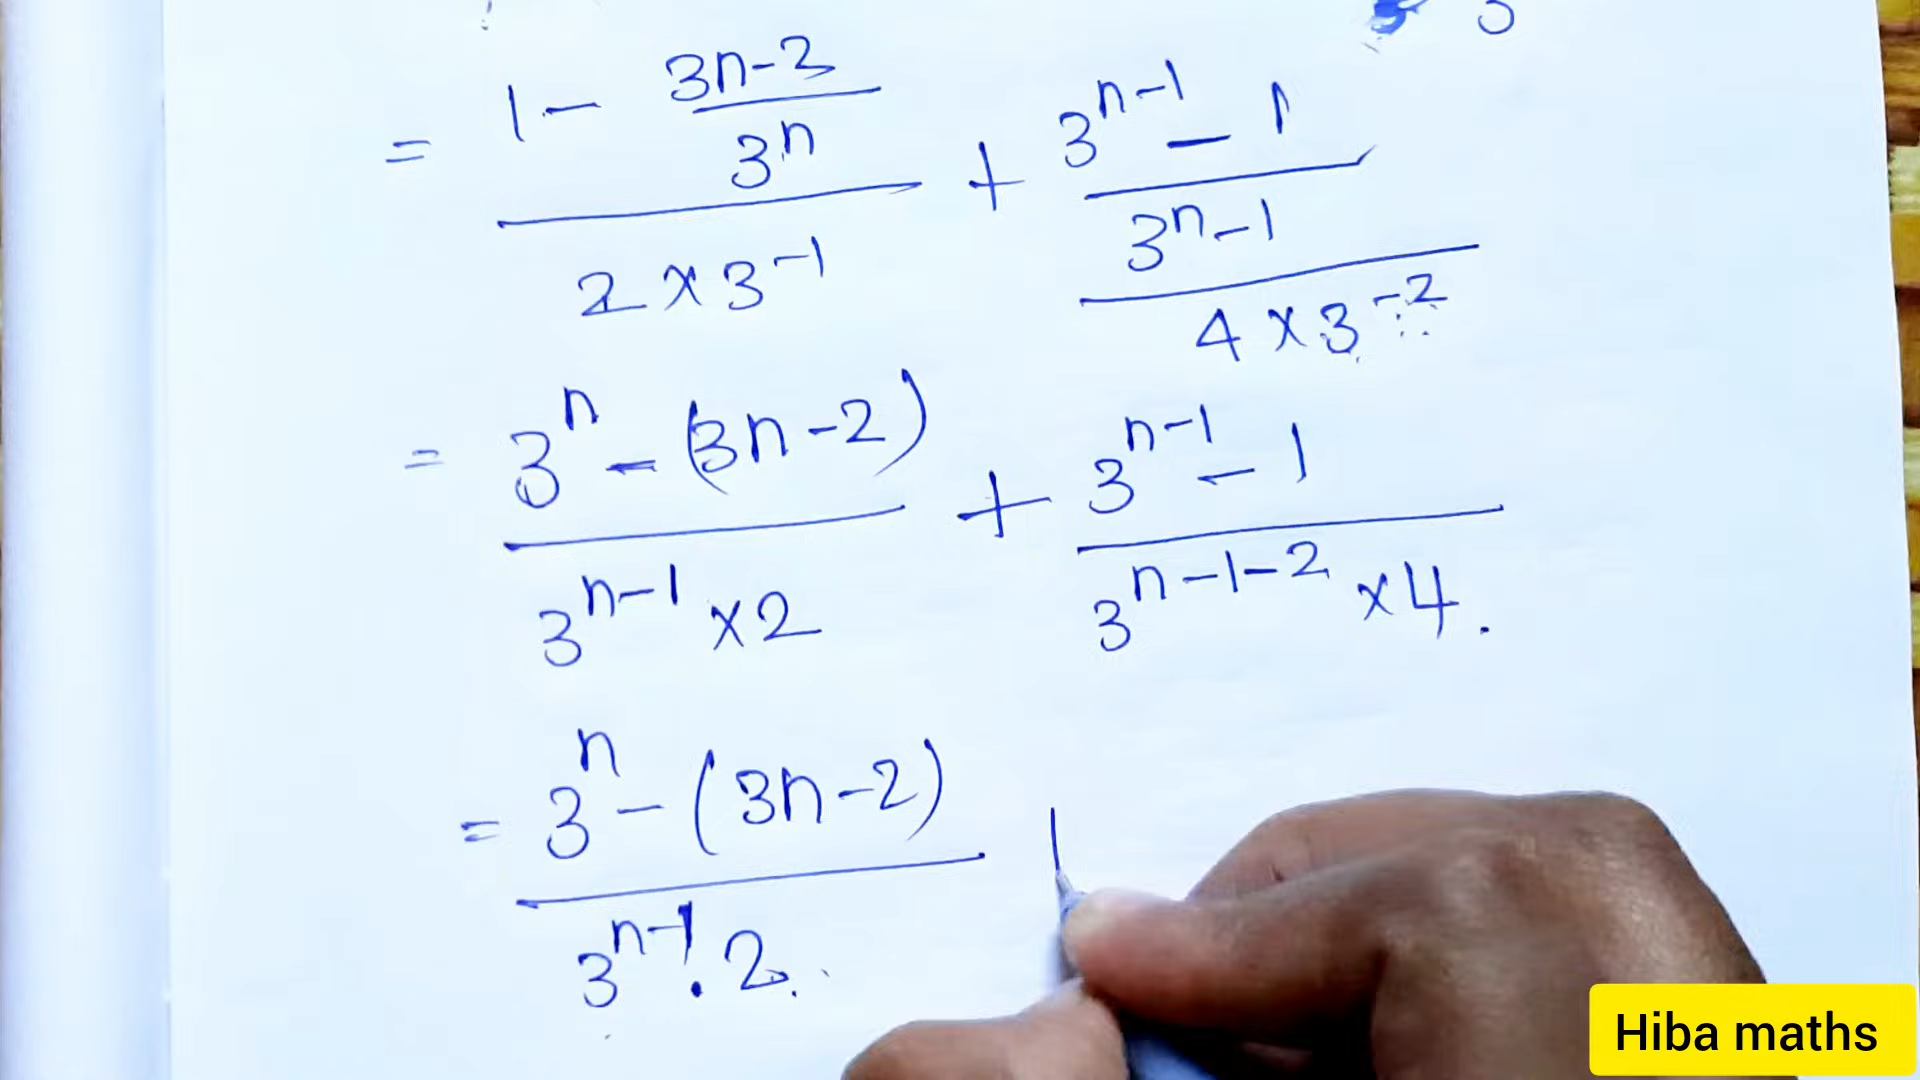 = (1 - (3n-2)/3^n)/(2 × 3^-1) + ((3^n-1 - 1)/3^n-1)/(4 × 3^-2)
= (3^n - (3n-2))/(3^n-1 × 2) + (3^n-1 - 1)/(3^n-1-2 × 4).
= (3^n - (3n-2))/(3^n-1 . 2.)
Hiba maths